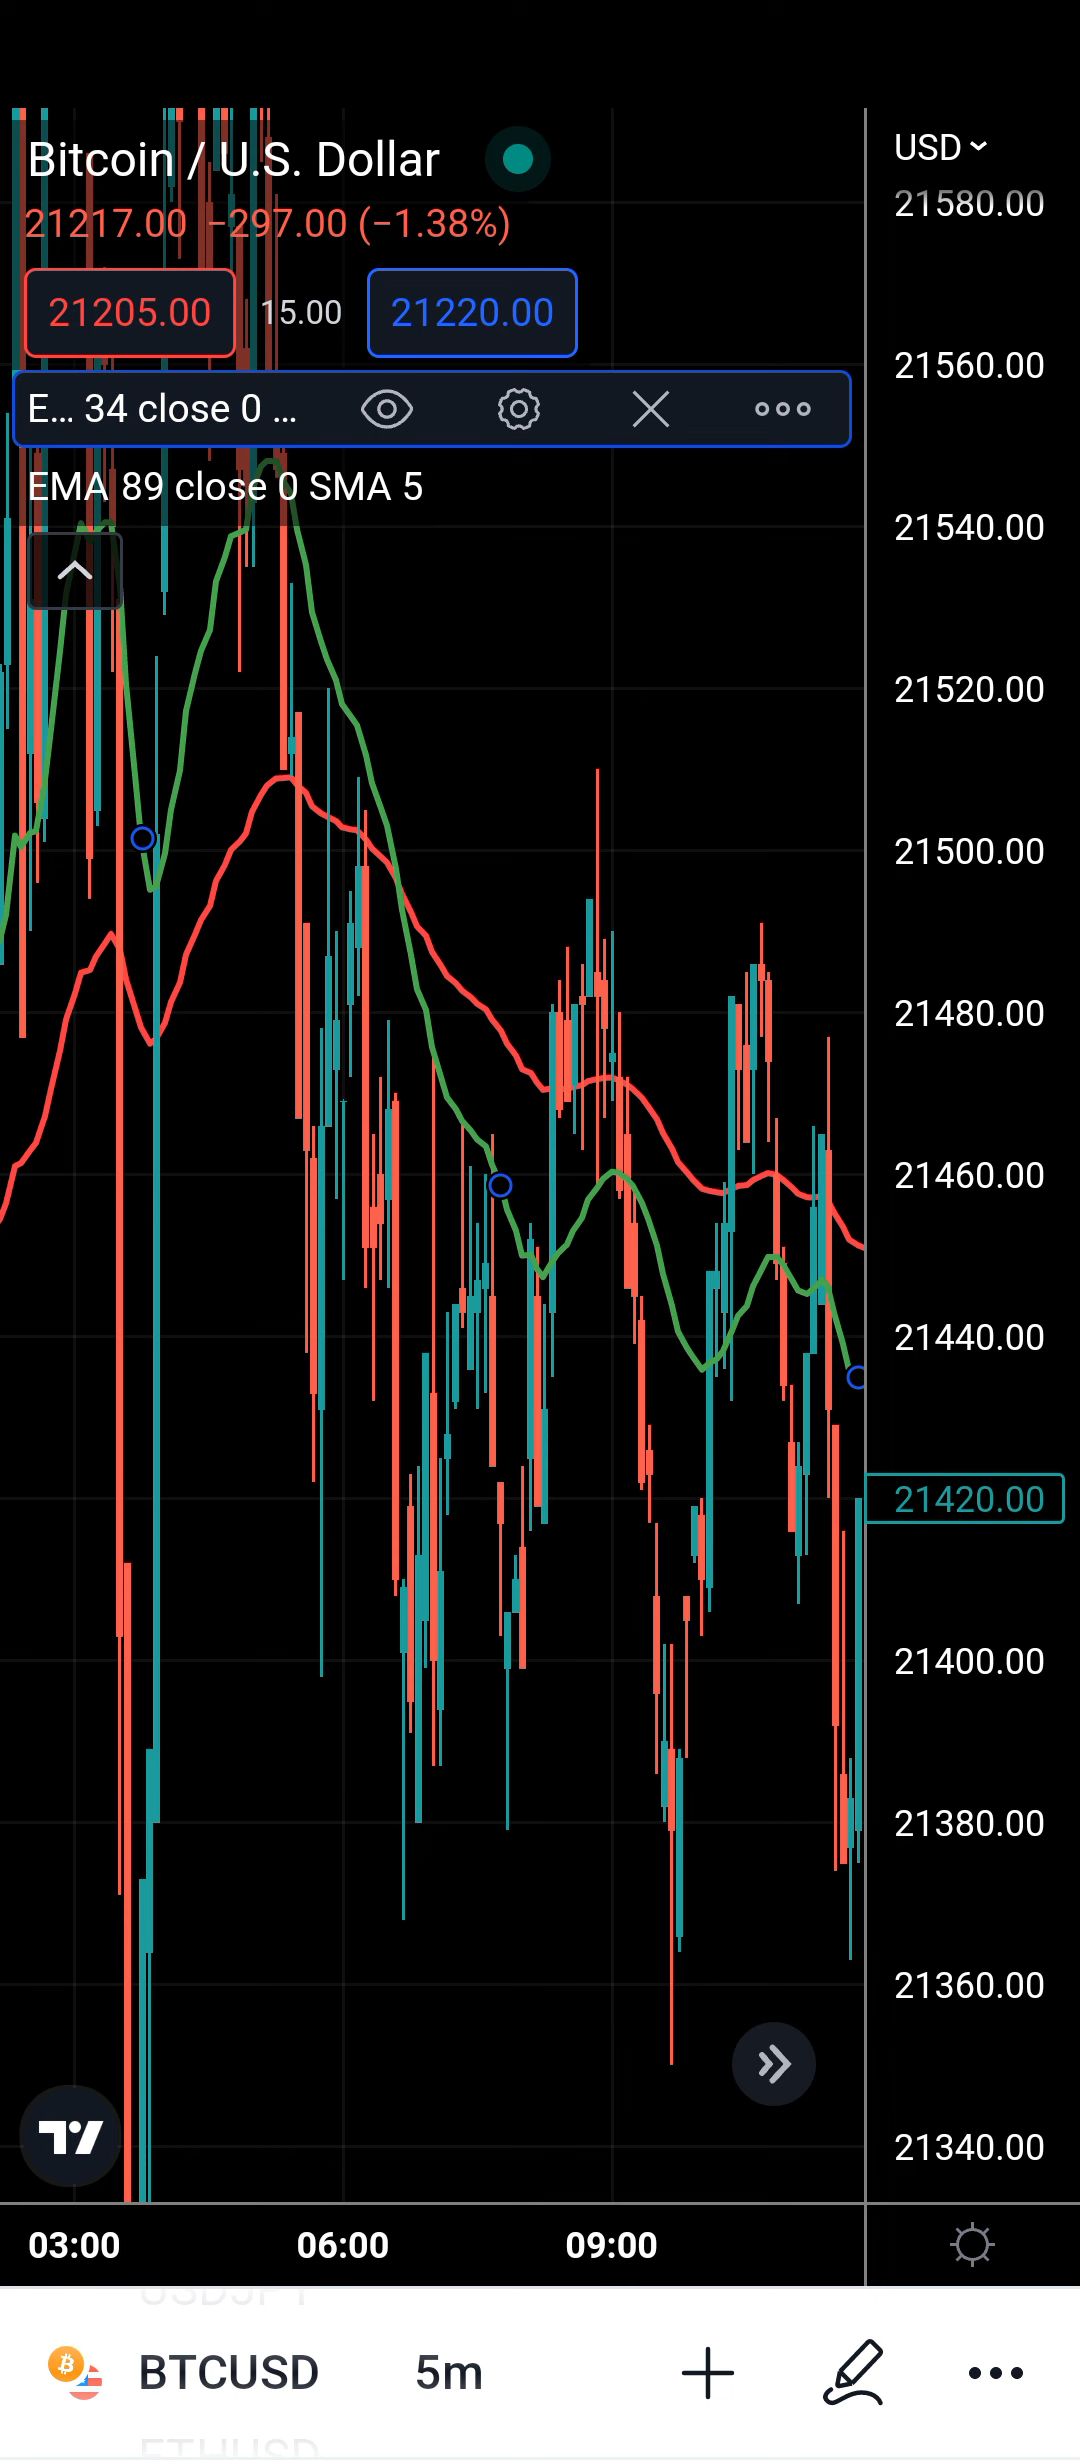 Bitcoin / U.S. Dollar
USD
21217.00 −297.00 (−1.38%)
21580.00
21205.00 15.00 21220.00
21560.00
E... 34 close 0 ...
EMA 89 close 0 SMA 5
21540.00
21520.00
21500.00
21480.00
21460.00
21440.00
21420.00
21400.00
21380.00
21360.00
21340.00
03:00 06:00 09:00
USDJPY
BTCUSD 5m
ETHUSD